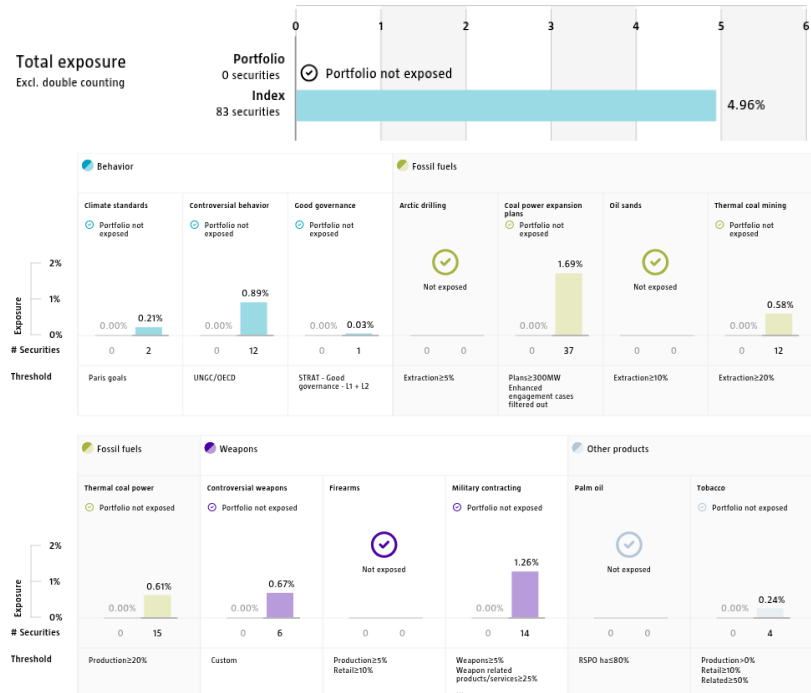 0 1 2 3 4 5 6
Total exposure
Excl. double counting
Portfolio
0 securities
Portfolio not exposed
Index
83 securities
4.96%
Behavior
Fossil fuels
Climate standards
Controversial behavior
Good governance
Arctic drilling
Coal power expansion
plans
Oil sands
Thermal coal mining
Portfolio not
exposed
Portfolio not
exposed
Portfolio not
exposed
Not exposed
Portfolio not
exposed
Not exposed
Portfolio not
exposed
Exposure
2%
1%
0%
0.00% 0.21%
0.00% 0.89%
0.00% 0.03%
0.00% 1.69%
0.00% 0.58%
# Securities
0 2 0 12 0 1 0 0 0 37 0 0 0 12
Threshold
Paris goals
UNGC/OECD
STRAT - Good
governance - L1 + L2
Extraction≥5%
Plans≥300MW
Enhanced
engagement cases
filtered out
Extraction≥10%
Extraction≥20%
Fossil fuels
Weapons
Other products
Thermal coal power
Controversial weapons
Firearms
Military contracting
Palm oil
Tobacco
Portfolio not exposed
Portfolio not exposed
Not exposed
Portfolio not exposed
Not exposed
Portfolio not exposed
Exposure
2%
1%
0%
0.00% 0.61%
0.00% 0.67%
0.00% 1.26%
0.00% 0.24%
# Securities
0 15 0 6 0 0 0 14 0 0 0 4
Threshold
Production≥20%
Custom
Production≥5%
Retail≥10%
Weapons≥5%
Weapon related
products/services≥25%
RSPO ha≤80%
Production>0%
Retail≥10%
Related≥50%